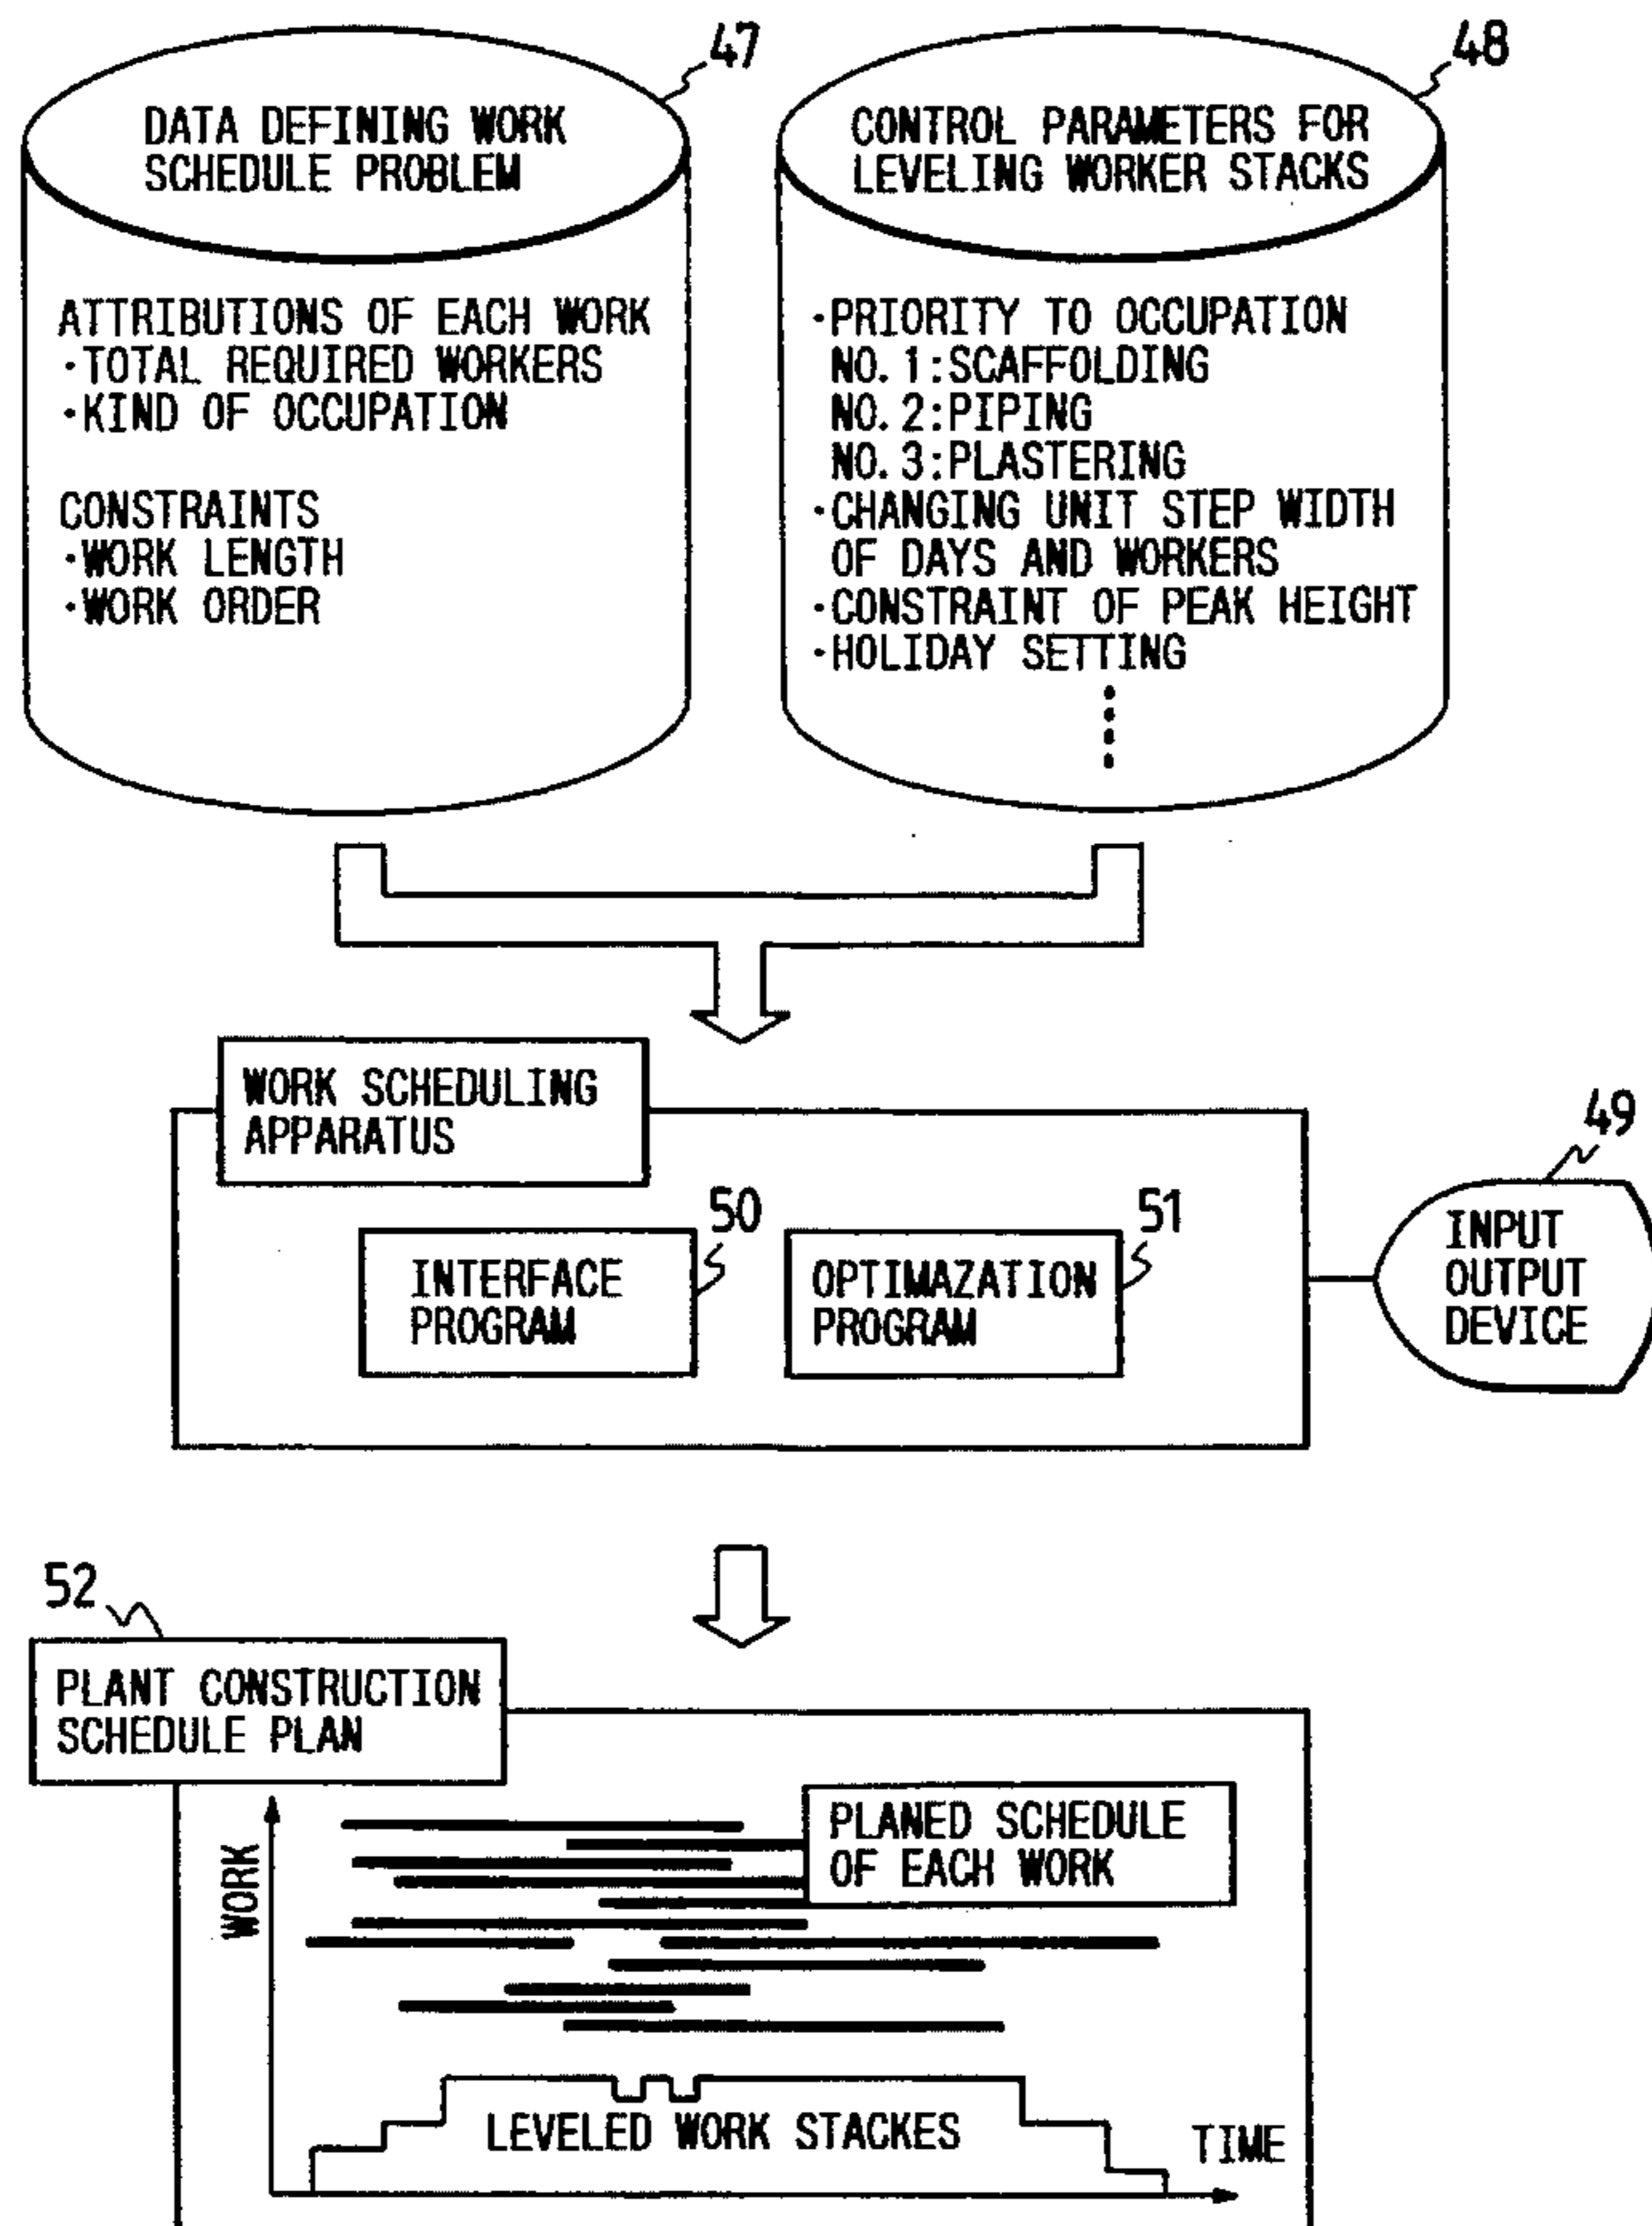 47
DATA DEFINING WORK
SCHEDULE PROBLEM
ATTRIBUTIONS OF EACH WORK
·TOTAL REQUIRED WORKERS
·KIND OF OCCUPATION
CONSTRAINTS
·WORK LENGTH
·WORK ORDER
48
CONTROL PARAMETERS FOR
LEVELING WORKER STACKS
·PRIORITY TO OCCUPATION
NO. 1:SCAFFOLDING
NO. 2:PIPING
NO. 3:PLASTERING
·CHANGING UNIT STEP WIDTH
OF DAYS AND WORKERS
·CONSTRAINT OF PEAK HEIGHT
·HOLIDAY SETTING
WORK SCHEDULING
APPARATUS
50
INTERFACE
PROGRAM
51
OPTIMAZATION
PROGRAM
49
INPUT
OUTPUT
DEVICE
52
PLANT CONSTRUCTION
SCHEDULE PLAN
WORK
PLANED SCHEDULE
OF EACH WORK
LEVELED WORK STACKES
TIME